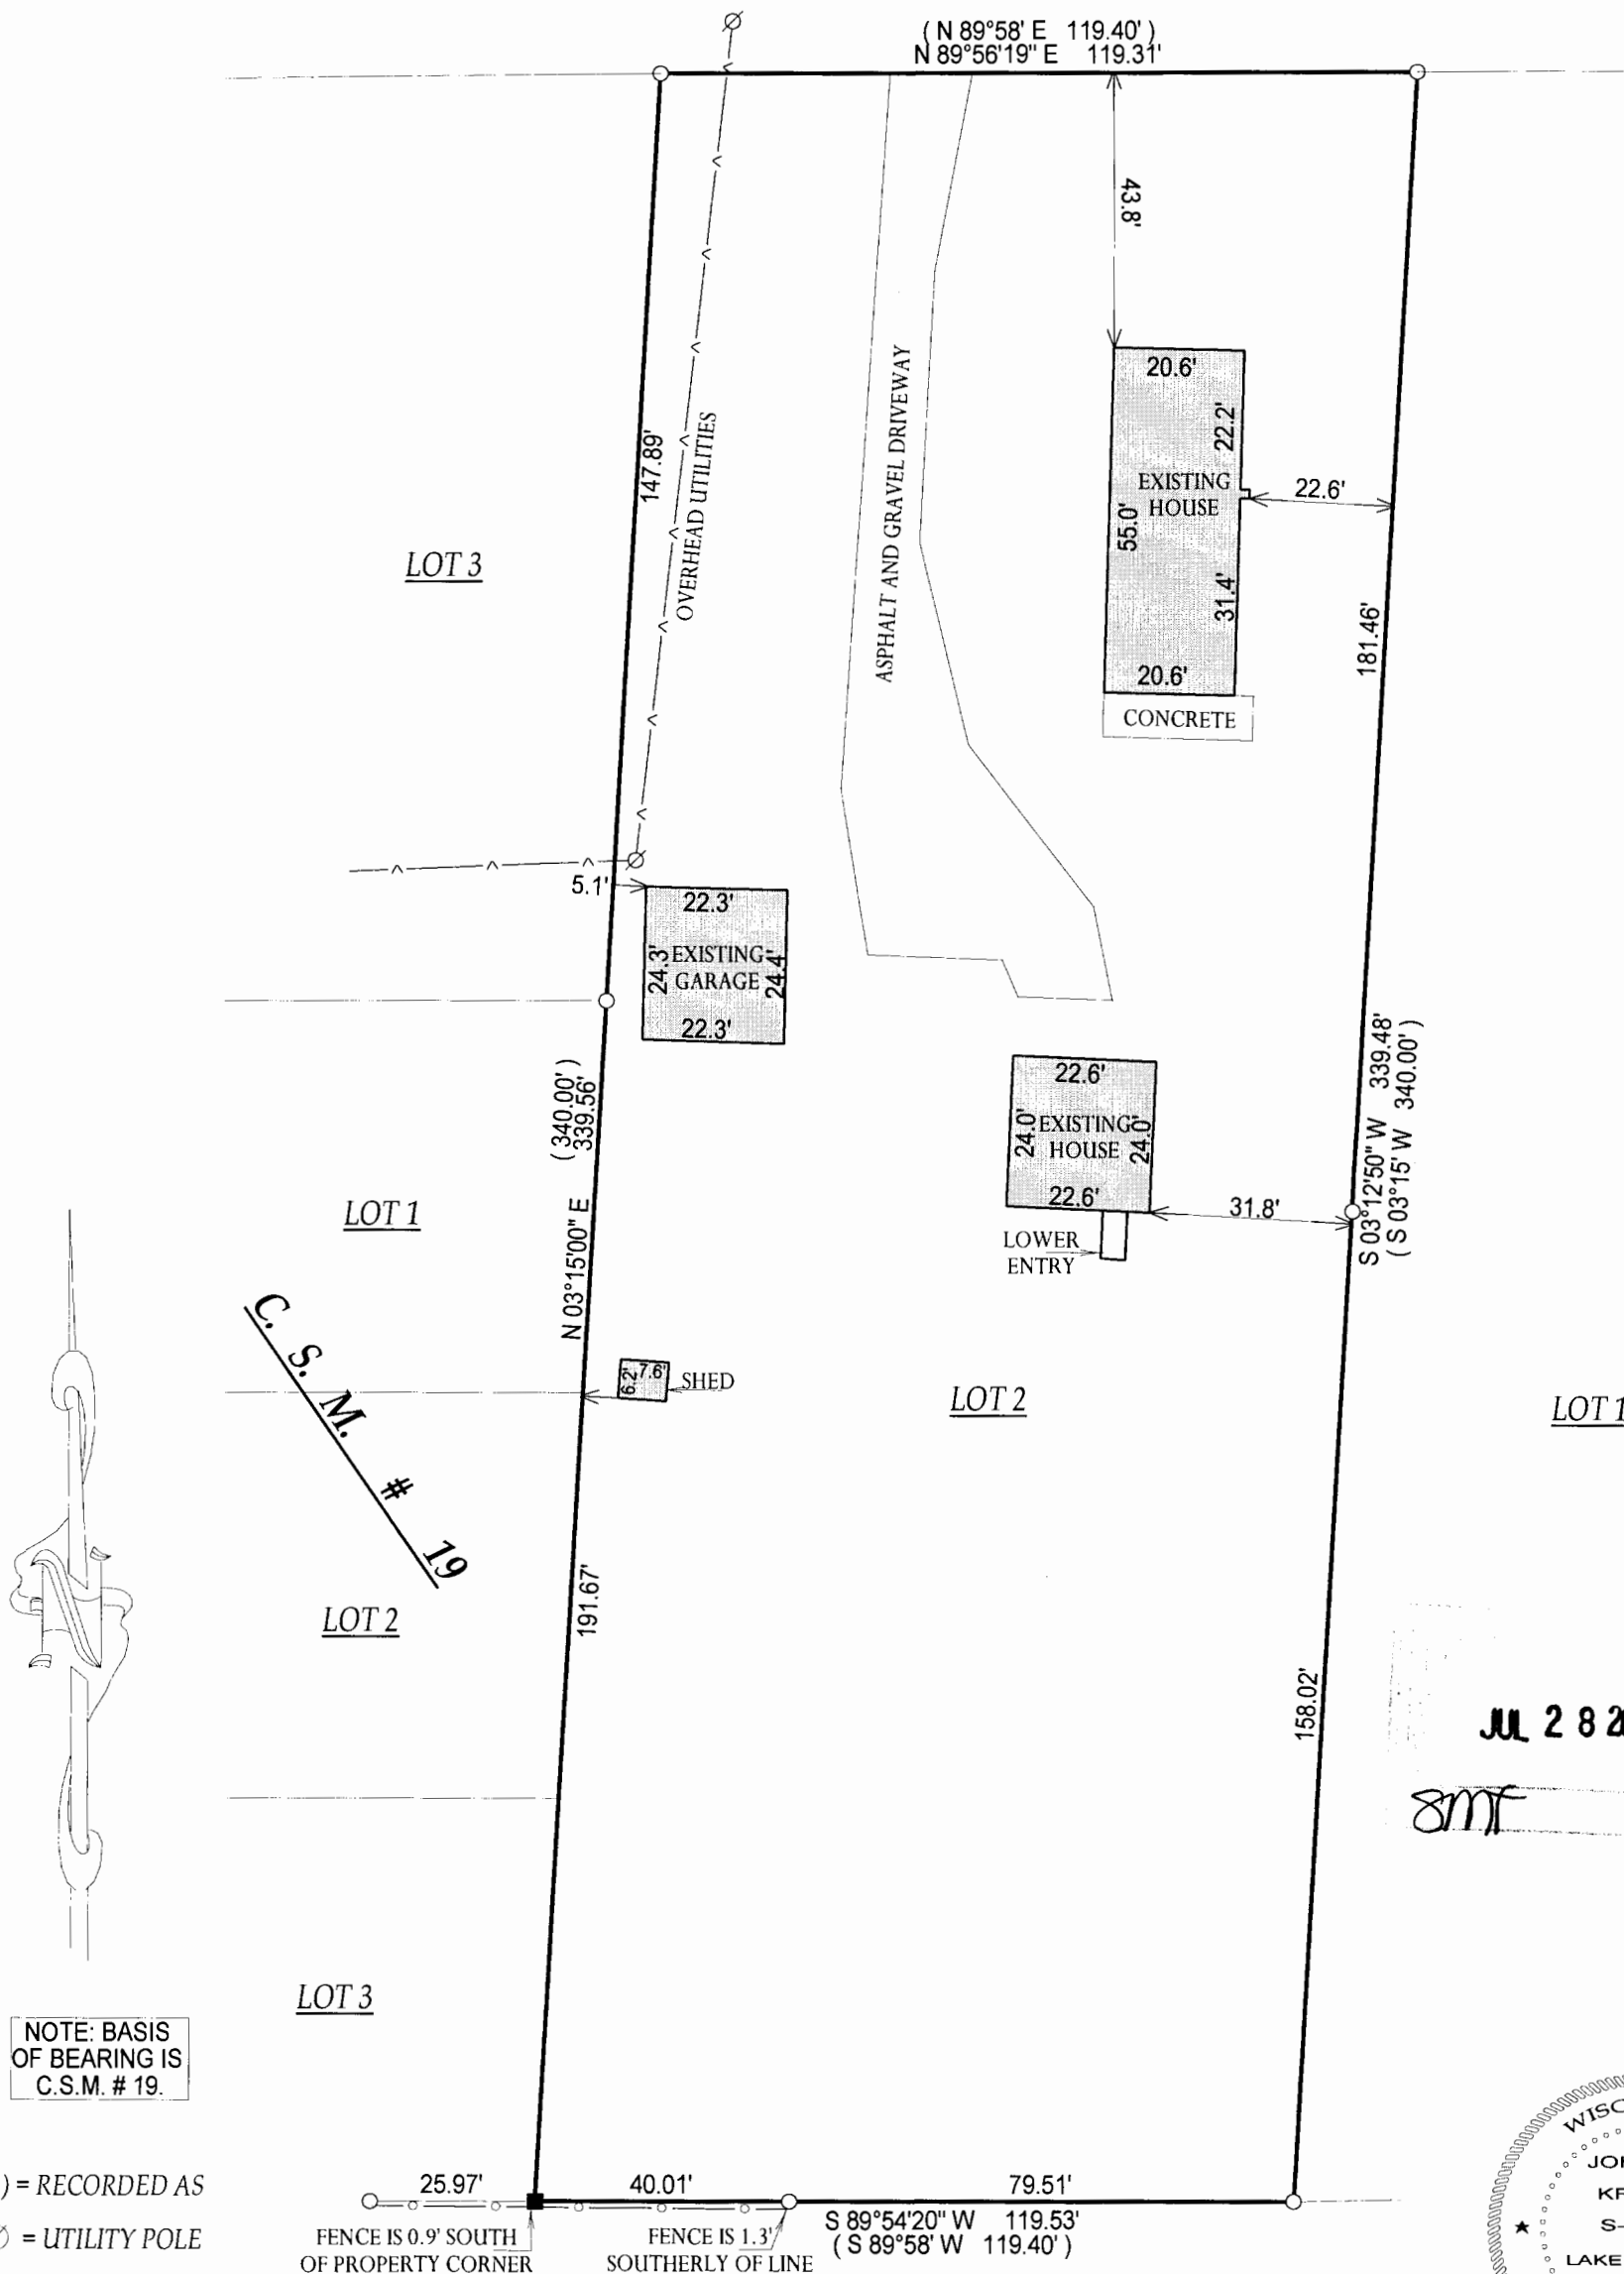 ( N 89°58' E 119.40' )
N 89°56'19" E 119.31'
43.8'
147.89'
OVERHEAD UTILITIES
ASPHALT AND GRAVEL DRIVEWAY
20.6'
22.2'
EXISTING
HOUSE
55.0'
31.4'
20.6'
CONCRETE
22.6'
181.46'
LOT 3
5.1'
22.3'
24.3'
EXISTING
GARAGE
24.4'
22.3'
( 340.00' )
339.56'
N 03°15'00" E
22.6'
24.0'
EXISTING
HOUSE
24.0'
22.6'
31.8'
LOWER
ENTRY
S 03°12'50" W 339.48'
( S 03°15' W 340.00' )
LOT 1
6.2'
7.6'
SHED
LOT 2
LOT 1
C. S. M. # 19
191.67'
LOT 2
158.02'
JUL 28
SMF
LOT 3
NOTE: BASIS
OF BEARING IS
C.S.M. # 19.
) = RECORDED AS
Ø = UTILITY POLE
25.97'
40.01'
79.51'
S 89°54'20" W 119.53'
( S 89°58' W 119.40' )
FENCE IS 0.9' SOUTH
OF PROPERTY CORNER
FENCE IS 1.3'
SOUTHERLY OF LINE
WISC
JO
S-
LAKE